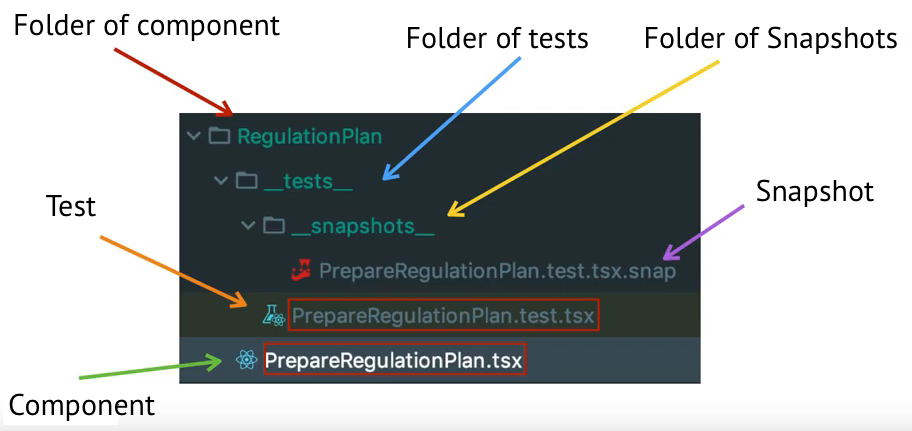 Folder of component
Folder of tests
Folder of Snapshots
RegulationPlan
__tests__
Test
Snapshot
__snapshots__
PrepareRegulationPlan.test.tsx.snap
PrepareRegulationPlan.test.tsx
PrepareRegulationPlan.tsx
Component